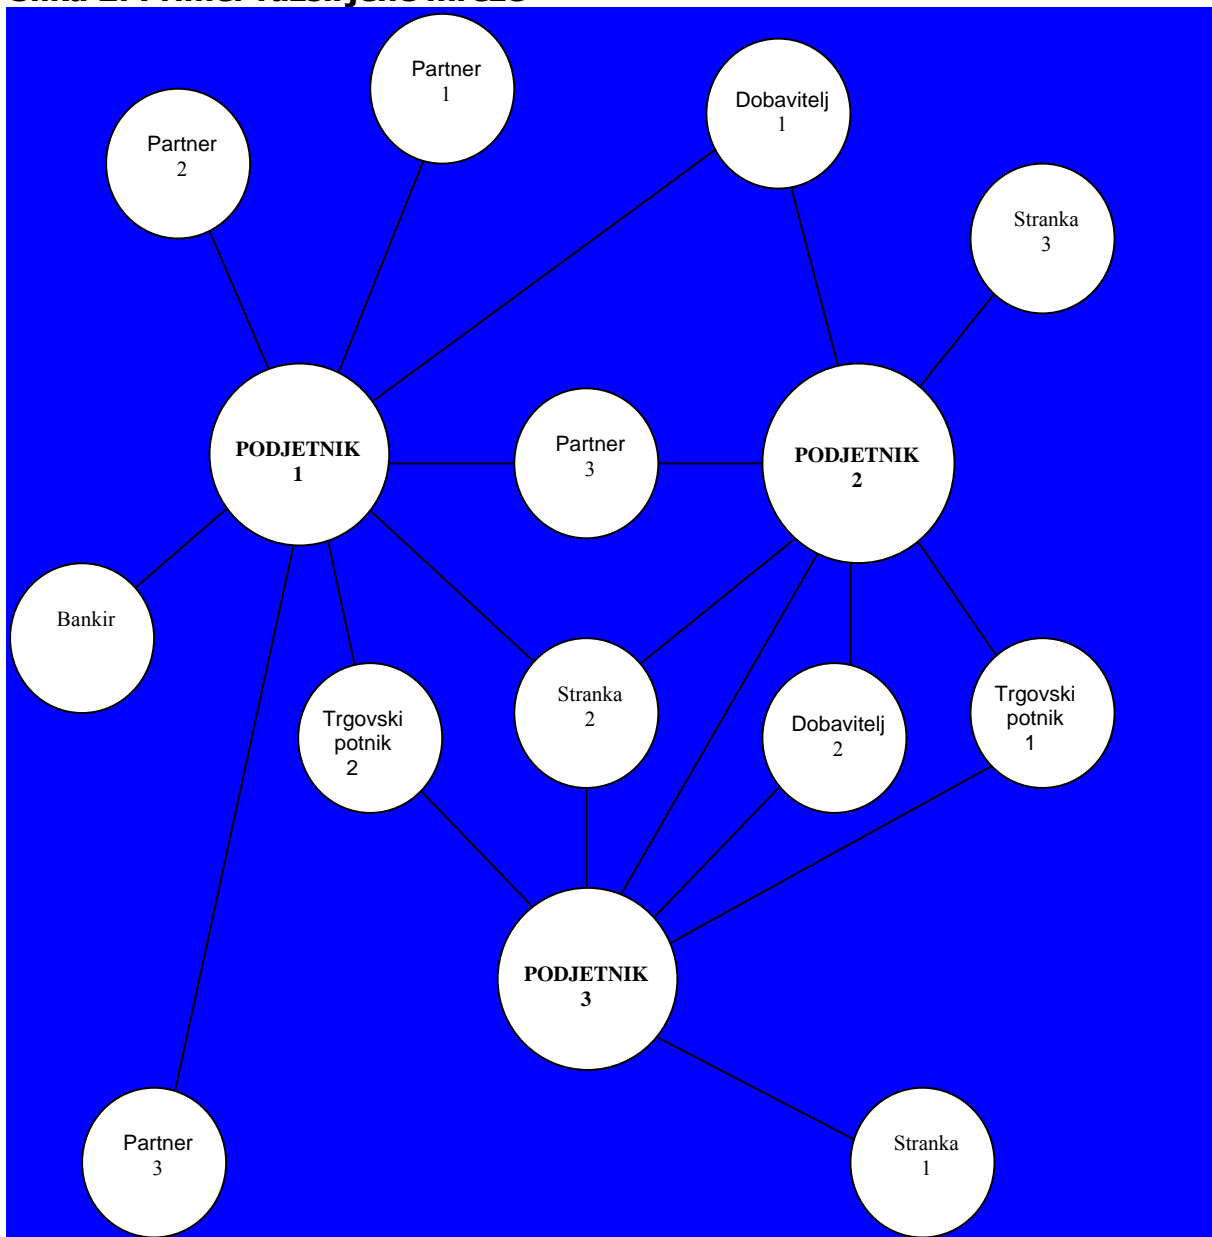 Partner
1
Dobavitelj
1
Partner
2
Stranka
3
PODJETNIK
1
Partner
3
PODJETNIK
2
Bankir
Trgovski
potnik
2
Stranka
2
Dobavitelj
2
Trgovski
potnik
1
PODJETNIK
3
Partner
3
Stranka
1